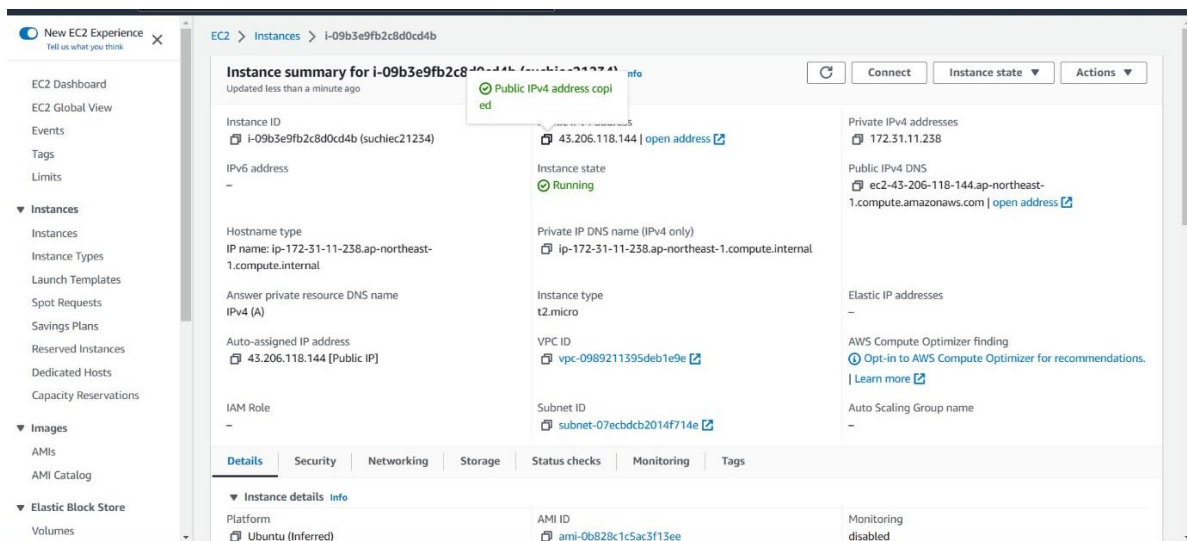 New EC2 Experience
Tell us what you think
EC2 Dashboard
EC2 Global View
Events
Tags
Limits
Instances
Instances
Instance Types
Launch Templates
Spot Requests
Savings Plans
Reserved Instances
Dedicated Hosts
Capacity Reservations
Images
AMIs
AMI Catalog
Elastic Block Store
Volumes
EC2 > Instances > i-09b3e9fb2c8d0cd4b
Instance summary for i-09b3e9fb2c8d0cd4b (suchiec21234) Info
Updated less than a minute ago
Connect
Instance state
Actions
Public IPv4 address copi
ed
Instance ID
i-09b3e9fb2c8d0cd4b (suchiec21234)
43.206.118.144 | open address
Private IPv4 addresses
172.31.11.238
IPv6 address
–
Instance state
Running
Public IPv4 DNS
ec2-43-206-118-144.ap-northeast-
1.compute.amazonaws.com | open address
Hostname type
IP name: ip-172-31-11-238.ap-northeast-
1.compute.internal
Private IP DNS name (IPv4 only)
ip-172-31-11-238.ap-northeast-1.compute.internal
Answer private resource DNS name
IPv4 (A)
Instance type
t2.micro
Elastic IP addresses
–
Auto-assigned IP address
43.206.118.144 [Public IP]
VPC ID
vpc-0989211395deb1e9e
AWS Compute Optimizer finding
Opt-in to AWS Compute Optimizer for recommendations.
| Learn more
IAM Role
–
Subnet ID
subnet-07ecbdcb2014f714e
Auto Scaling Group name
–
Details
Security
Networking
Storage
Status checks
Monitoring
Tags
Instance details Info
Platform
Ubuntu (Inferred)
AMI ID
ami-0b828c1c5ac3f13ee
Monitoring
disabled